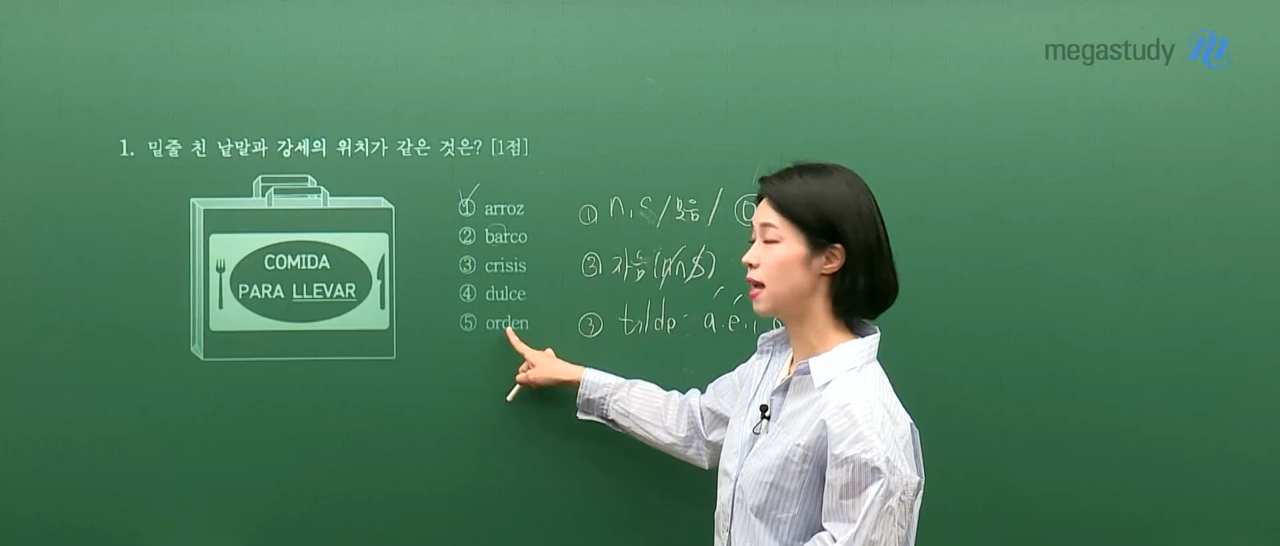 megastudy
1. 밑줄 친 낱말과 강세의 위치가 같은 것은? [1점]
COMIDA
PARA LLEVAR
① arroz
② barco
③ crisis
④ dulce
⑤ orden
① n, s / 모음 /
② 자음 (n, s)
③ tilde: á. é. í